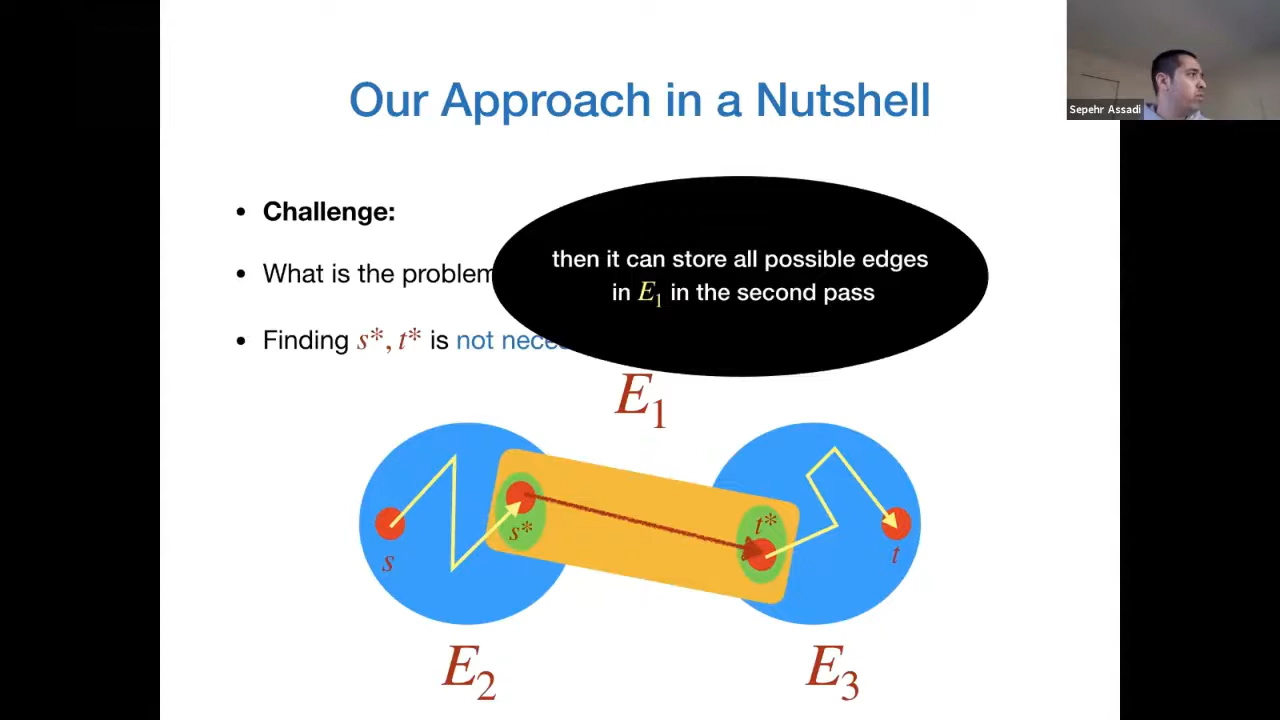 Our Approach in a Nutshell
Sepehr Assadi
• Challenge:
• What is the problem
then it can store all possible edges
in E₁ in the second pass
• Finding s*, t* is not
E₁
s*
t*
s
t
E₂
E₃